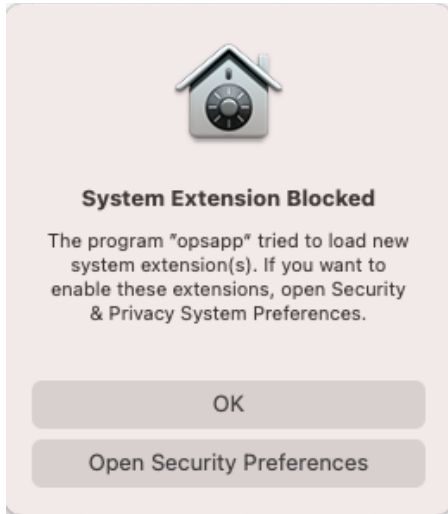 System Extension Blocked
The program "opsapp" tried to load new
system extension(s). If you want to
enable these extensions, open Security
& Privacy System Preferences.
OK
Open Security Preferences